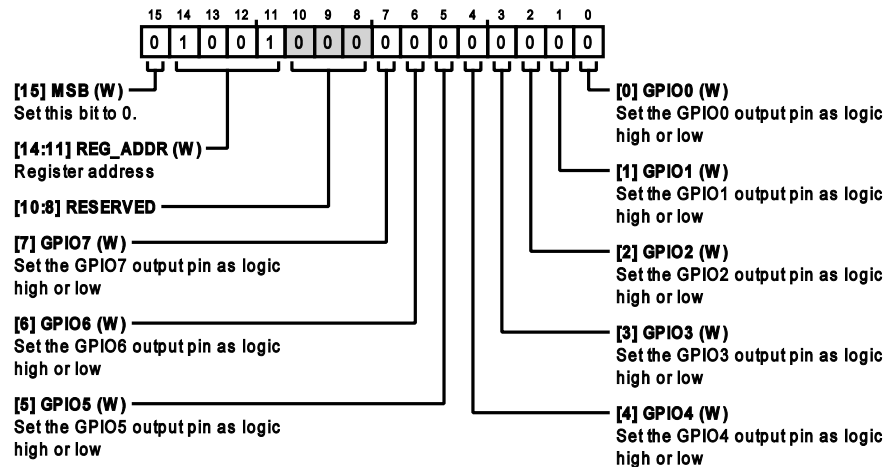 15 14 13 12 11 10 9 8 7 6 5 4 3 2 1 0
0 1 0 0 1 0 0 0 0 0 0 0 0 0 0 0
[15] MSB (W)
Set this bit to 0.
[14:11] REG_ADDR (W)
Register address
[10:8] RESERVED
[7] GPIO7 (W)
Set the GPIO7 output pin as logic
high or low
[6] GPIO6 (W)
Set the GPIO6 output pin as logic
high or low
[5] GPIO5 (W)
Set the GPIO5 output pin as logic
high or low
[0] GPIO0 (W)
Set the GPIO0 output pin as logic
high or low
[1] GPIO1 (W)
Set the GPIO1 output pin as logic
high or low
[2] GPIO2 (W)
Set the GPIO2 output pin as logic
high or low
[3] GPIO3 (W)
Set the GPIO3 output pin as logic
high or low
[4] GPIO4 (W)
Set the GPIO4 output pin as logic
high or low